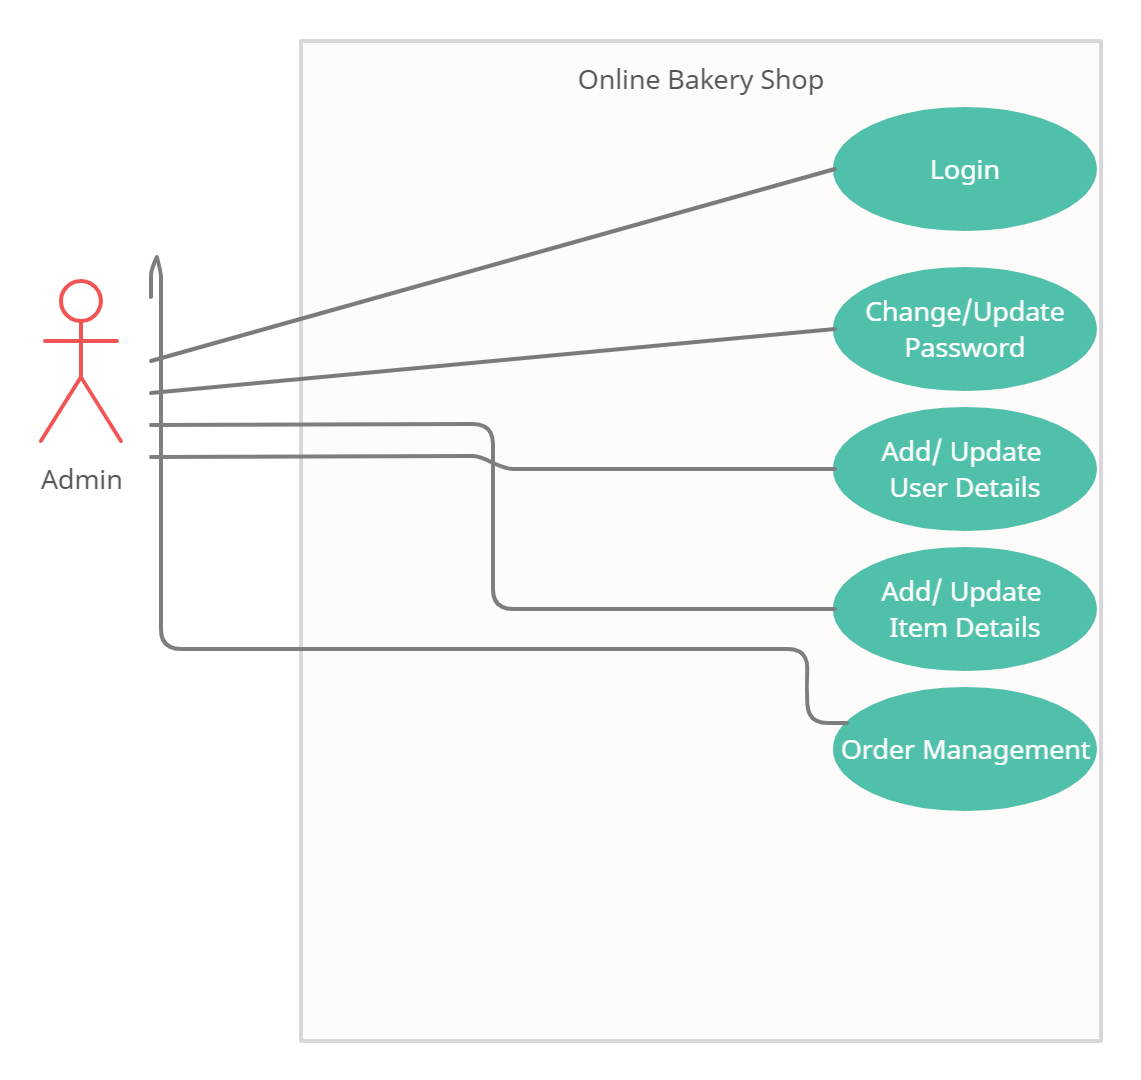 Online Bakery Shop
Login
Change/Update
Password
Add/ Update
User Details
Admin
Add/ Update
Item Details
Order Management